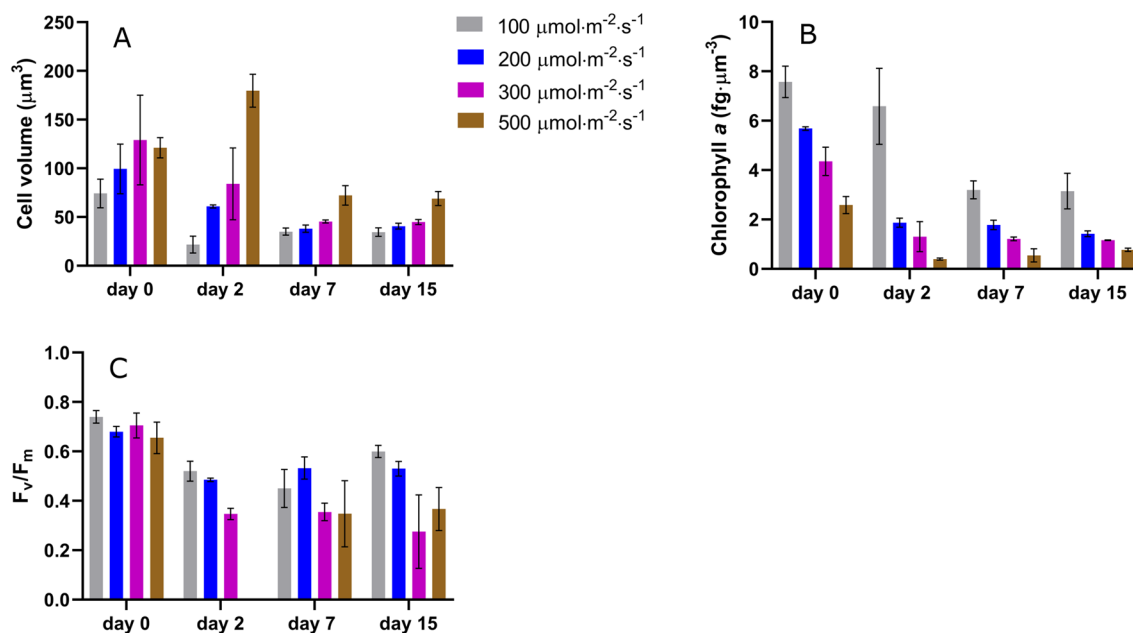 A
Cell volume (μm³)
250
200
150
100
50
0
day 0 day 2 day 7 day 15
100 μmol·m⁻²·s⁻¹
200 μmol·m⁻²·s⁻¹
300 μmol·m⁻²·s⁻¹
500 μmol·m⁻²·s⁻¹
B
Chlorophyll a (fg·μm⁻³)
10
8
6
4
2
0
day 0 day 2 day 7 day 15
C
Fᵥ/Fₘ
1.0
0.8
0.6
0.4
0.2
0.0
day 0 day 2 day 7 day 15